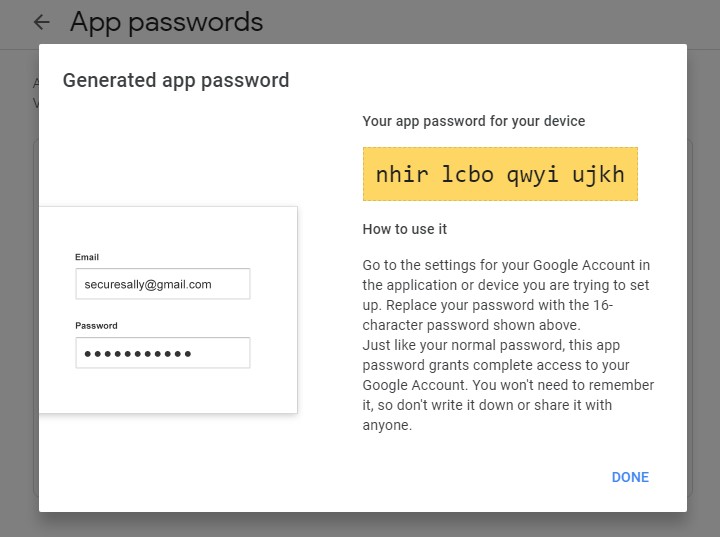 App passwords
Generated app password
Your app password for your device
nhir lcbo qwyi ujkh
How to use it
Go to the settings for your Google Account in
the application or device you are trying to set
up. Replace your password with the 16-
character password shown above.
Just like your normal password, this app
password grants complete access to your
Google Account. You won't need to remember
it, so don't write it down or share it with
anyone.
Email
securesally@gmail.com
Password
DONE